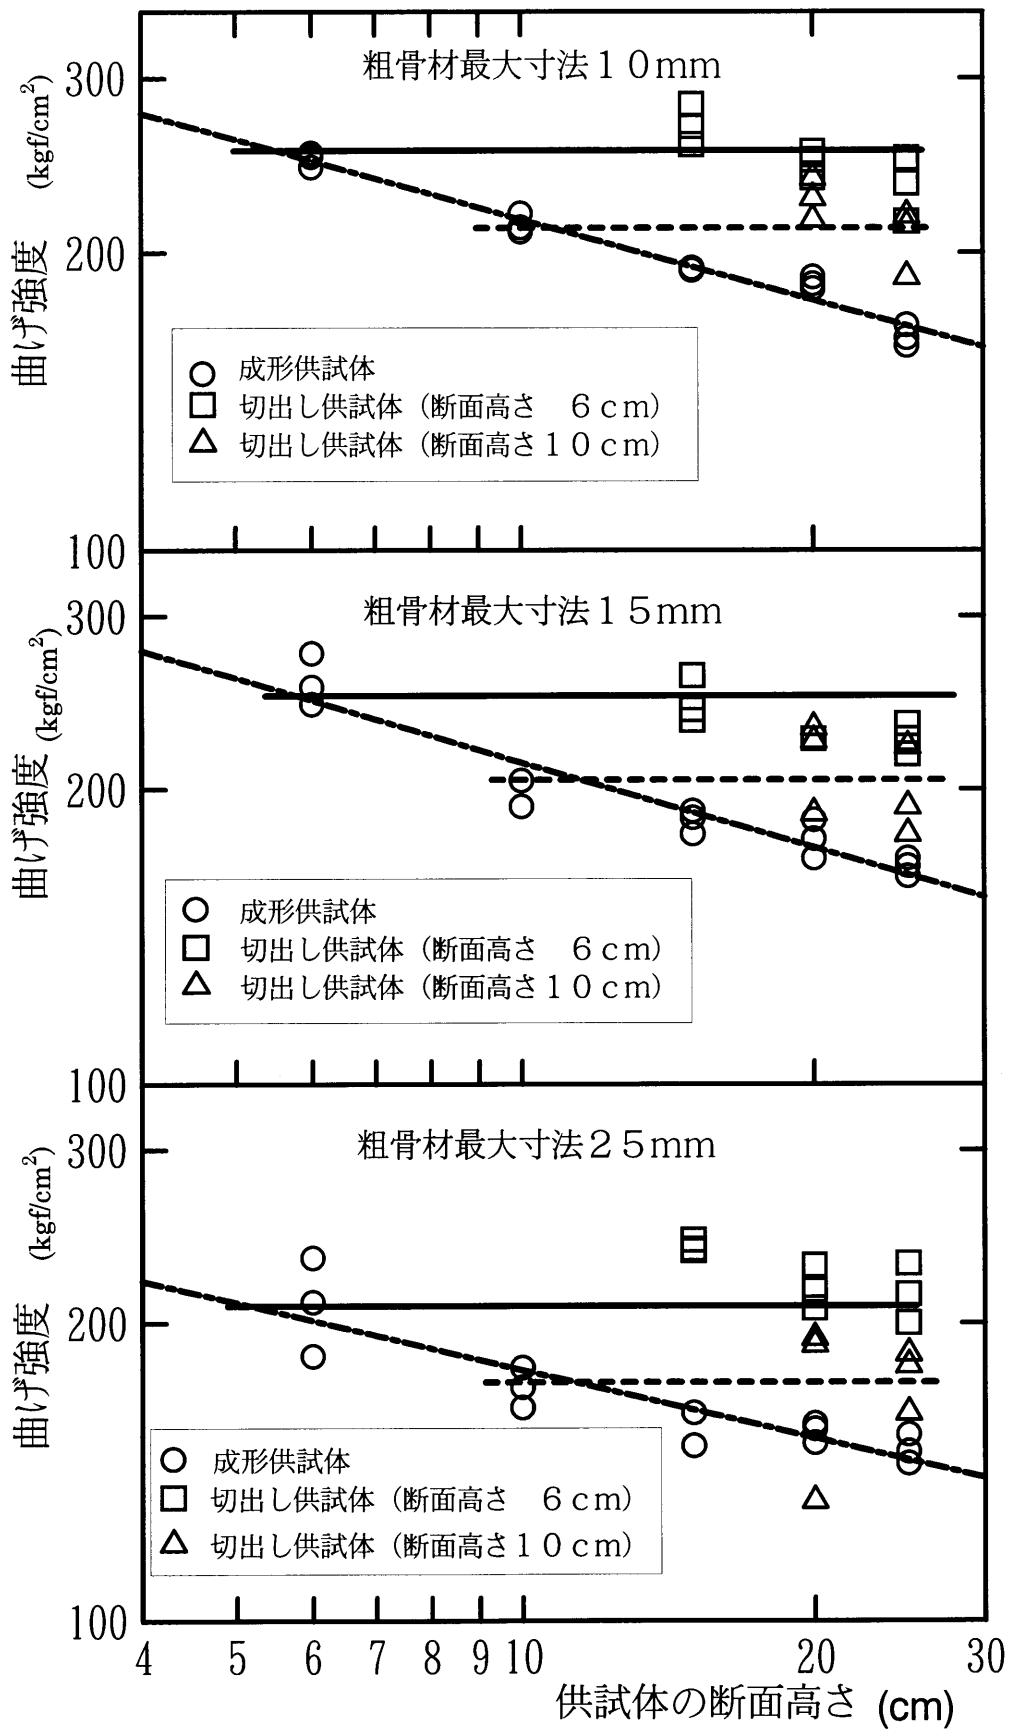 粗骨材最大寸法10mm
300
200
100
曲げ強度 (kgf/cm²)
成形供試体
切出し供試体（断面高さ 6cm）
切出し供試体（断面高さ10cm）
粗骨材最大寸法15mm
300
200
100
曲げ強度 (kgf/cm²)
成形供試体
切出し供試体（断面高さ 6cm）
切出し供試体（断面高さ10cm）
粗骨材最大寸法25mm
300
200
100
曲げ強度 (kgf/cm²)
成形供試体
切出し供試体（断面高さ 6cm）
切出し供試体（断面高さ10cm）
4 5 6 7 8 9 10 20 30
供試体の断面高さ (cm)